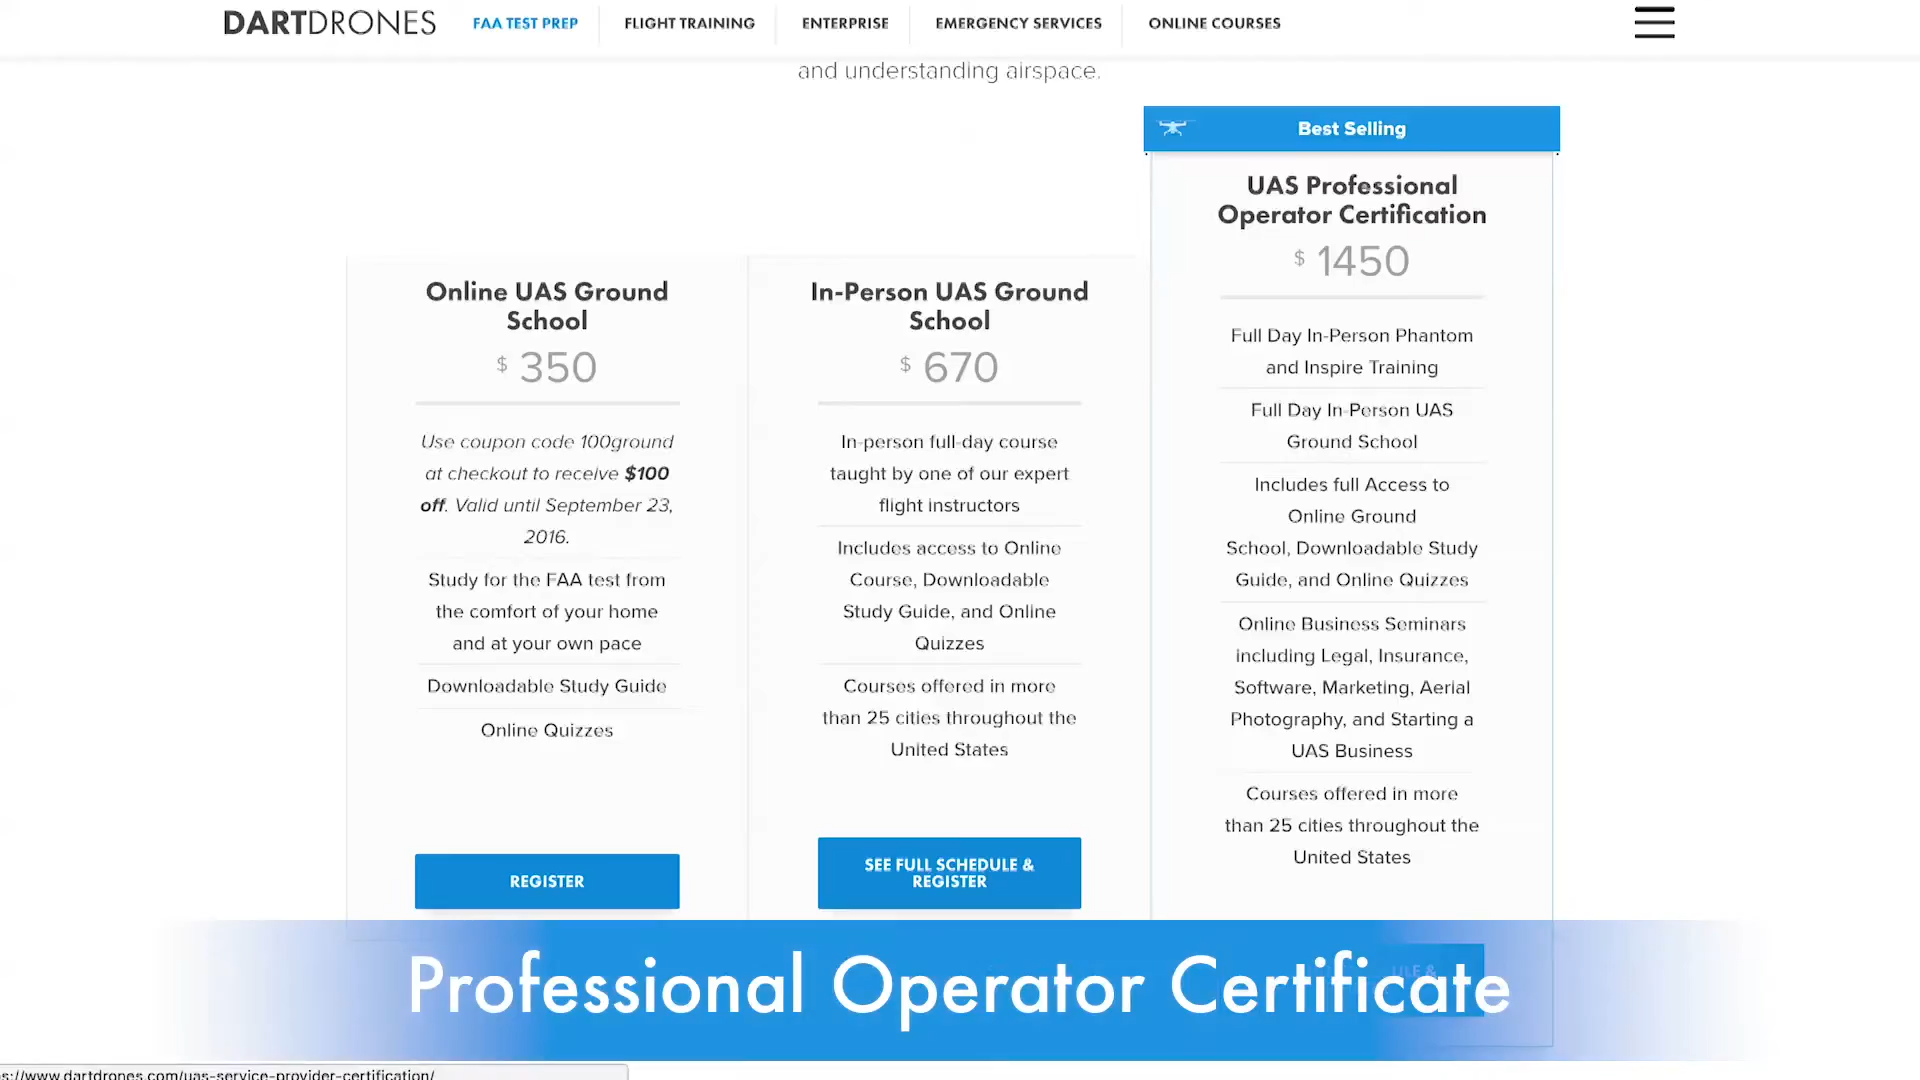 DARTDRONES
FAA TEST PREP
FLIGHT TRAINING
ENTERPRISE
EMERGENCY SERVICES
ONLINE COURSES
and understanding airspace.
Online UAS Ground
School
$ 350
Use coupon code 100ground
at checkout to receive $100
off. Valid until September 23,
2016.
Study for the FAA test from
the comfort of your home
and at your own pace
Downloadable Study Guide
Online Quizzes
REGISTER
In-Person UAS Ground
School
$ 670
In-person full-day course
taught by one of our expert
flight instructors
Includes access to Online
Course, Downloadable
Study Guide, and Online
Quizzes
Courses offered in more
than 25 cities throughout the
United States
SEE FULL SCHEDULE &
REGISTER
Best Selling
UAS Professional
Operator Certification
$ 1450
Full Day In-Person Phantom
and Inspire Training
Full Day In-Person UAS
Ground School
Includes full Access to
Online Ground
School, Downloadable Study
Guide, and Online Quizzes
Online Business Seminars
including Legal, Insurance,
Software, Marketing, Aerial
Photography, and Starting a
UAS Business
Courses offered in more
than 25 cities throughout the
United States
Professional Operator Certificate
s://www.dartdrones.com/uas-service-provider-certification/